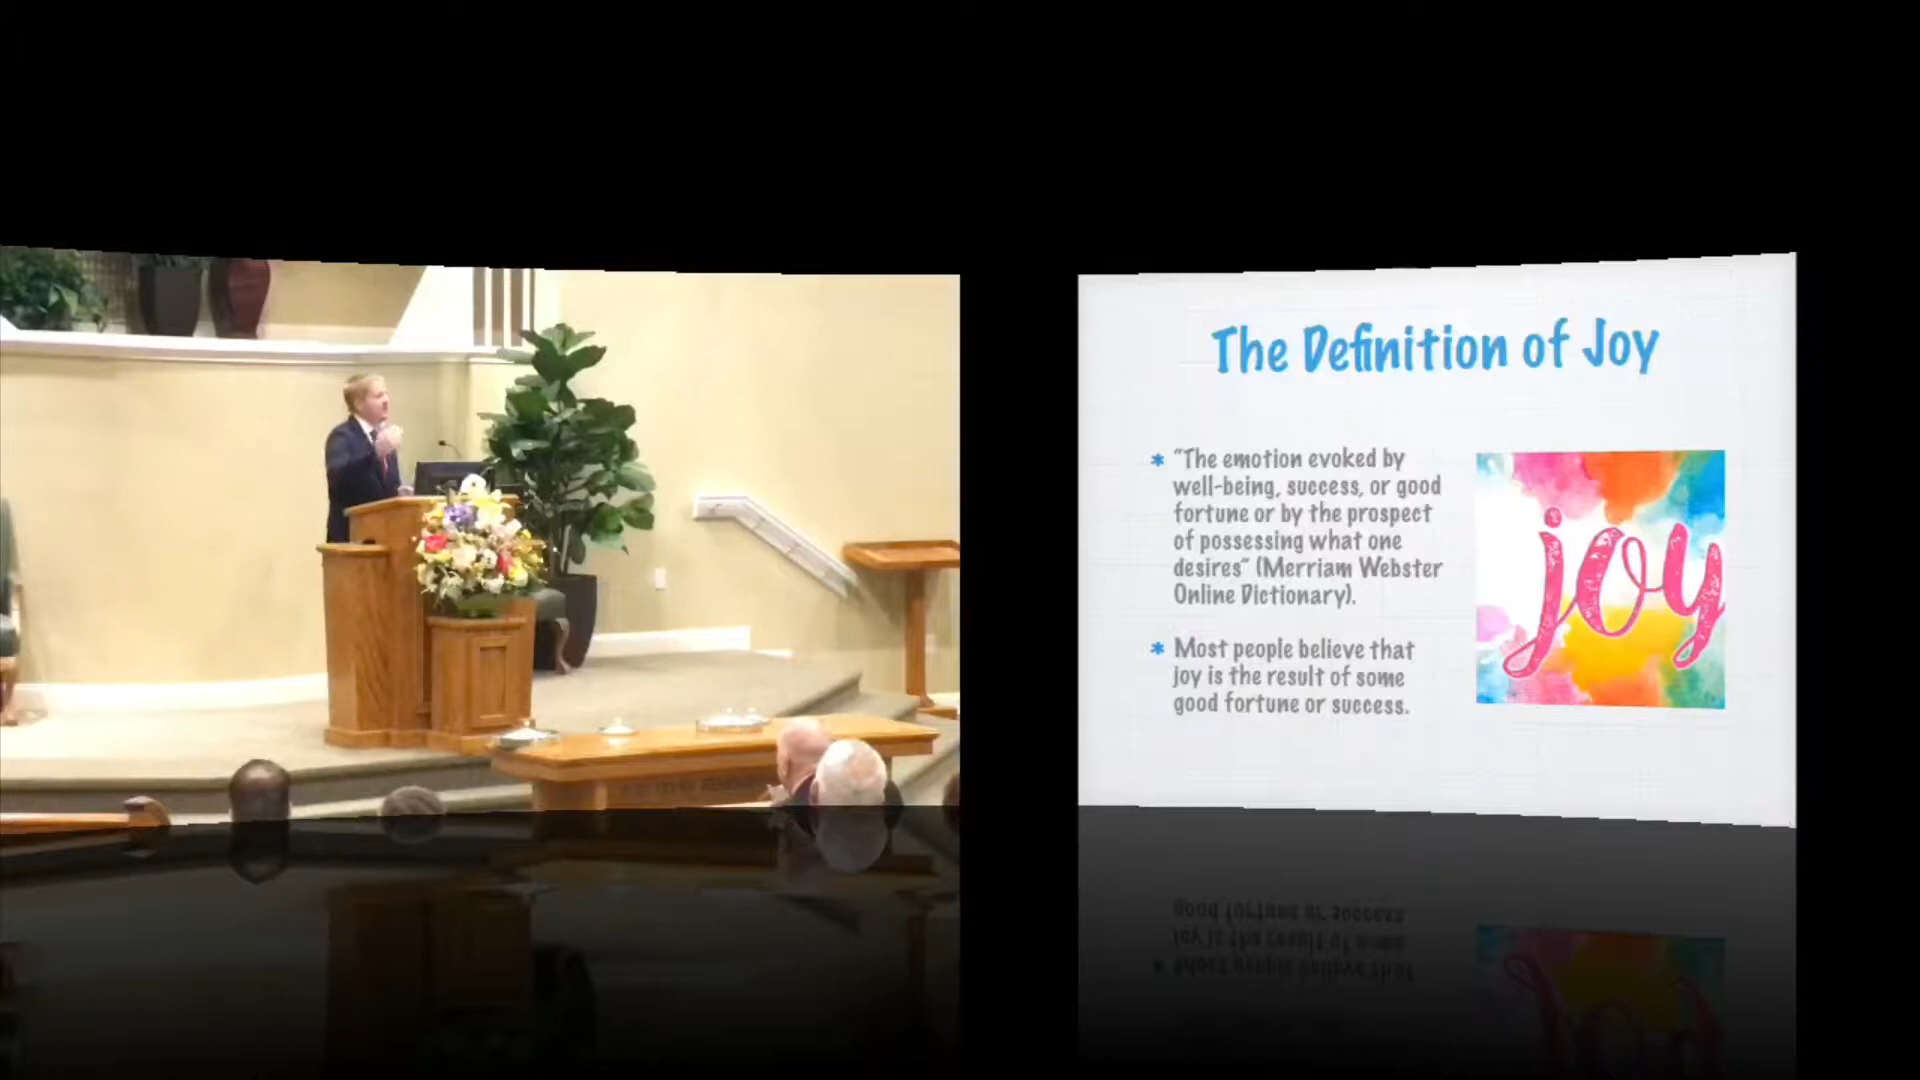 The Definition of Joy
* "The emotion evoked by
well-being, success, or good
fortune or by the prospect
of possessing what one
desires" (Merriam Webster
Online Dictionary).
* Most people believe that
joy is the result of some
good fortune or success.
joy